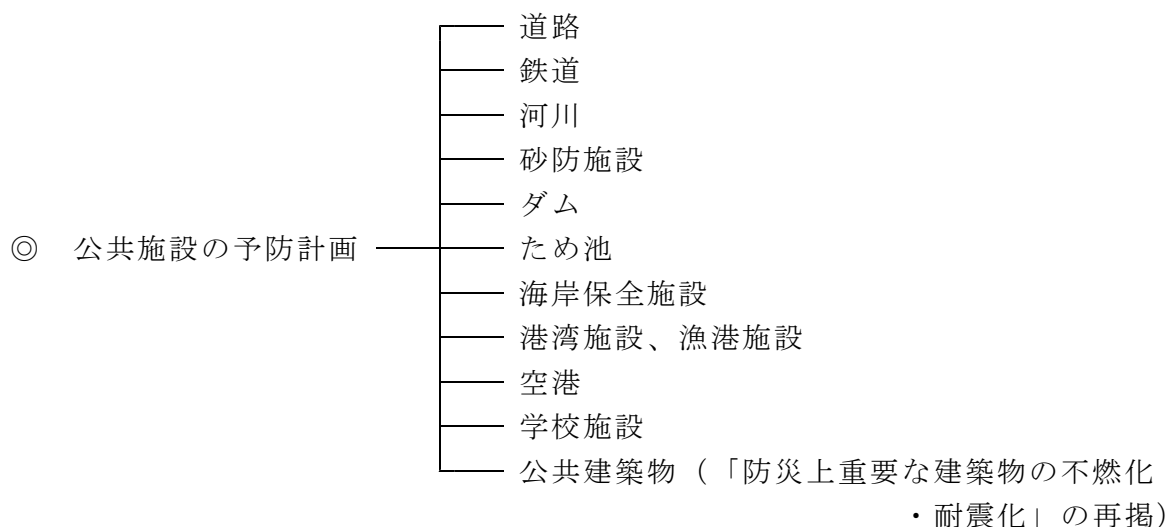 道路
鉄道
河川
砂防施設
ダム
◎ 公共施設の予防計画
ため池
海岸保全施設
港湾施設、漁港施設
空港
学校施設
公共建築物（「防災上重要な建築物の不燃化
・耐震化」の再掲）